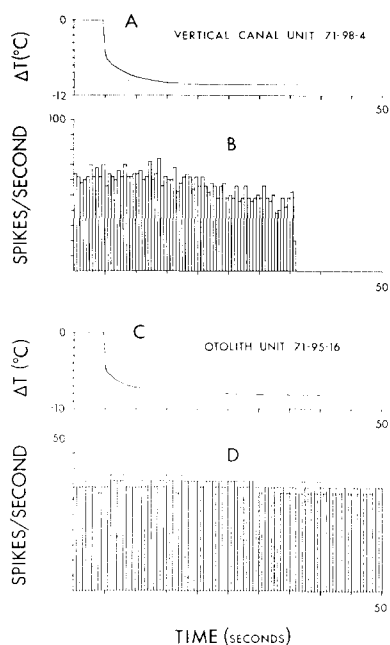 0
A
VERTICAL CANAL UNIT 71-98-4
ΔT(°C)
-12
50
100
B
SPIKES/SECOND
50
0
C
OTOLITH UNIT 71-95-16
ΔT (°C)
-10
50
50
D
SPIKES/SECOND
50
TIME (SECONDS)